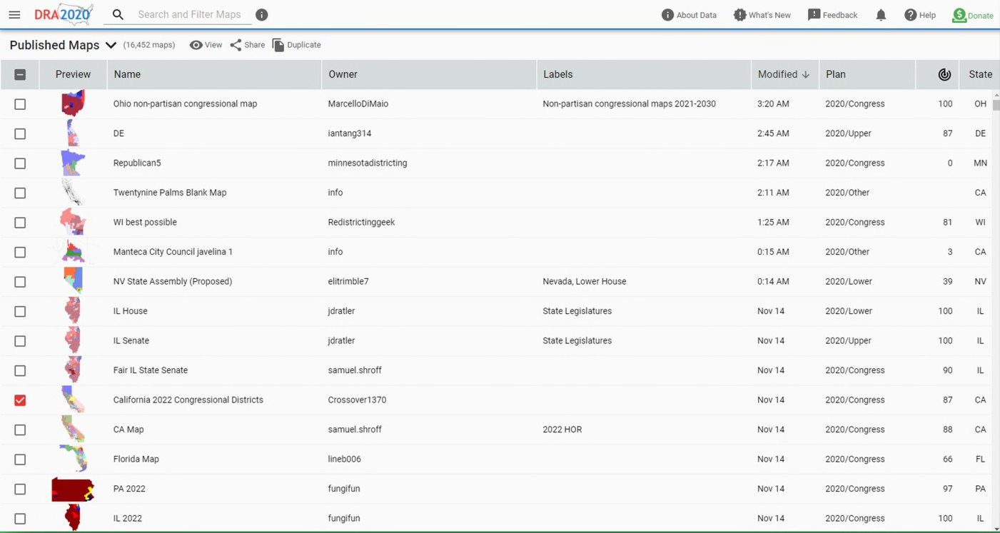 DRA2020 Search and Filter Maps About Data What's New Feedback Help Donate
Published Maps (16,452 maps) View Share Duplicate
Preview Name Owner Labels Modified Plan State
Ohio non-partisan congressional map MarcelloDiMaio Non-partisan congressional maps 2021-2030 3:20 AM 2020/Congress 100 OH
DE iantang314 2:45 AM 2020/Upper 87 DE
Republican5 minnesotadistricting 2:17 AM 2020/Congress 0 MN
Twentynine Palms Blank Map info 2:11 AM 2020/Other CA
WI best possible Redistrictinggeek 1:25 AM 2020/Congress 81 WI
Manteca City Council javelina 1 info 0:15 AM 2020/Other 3 CA
NV State Assembly (Proposed) elitrimble7 Nevada, Lower House 0:14 AM 2020/Lower 39 NV
IL House jdratler State Legislatures Nov 14 2020/Lower 100 IL
IL Senate jdratler State Legislatures Nov 14 2020/Upper 100 IL
Fair IL State Senate samuel.shroff Nov 14 2020/Congress 90 IL
California 2022 Congressional Districts Crossover1370 Nov 14 2020/Congress 87 CA
CA Map samuel.shroff 2022 HOR Nov 14 2020/Congress 88 CA
Florida Map lineb006 Nov 14 2020/Congress 66 FL
PA 2022 fungifun Nov 14 2020/Congress 97 PA
IL 2022 fungifun Nov 14 2020/Congress 100 IL